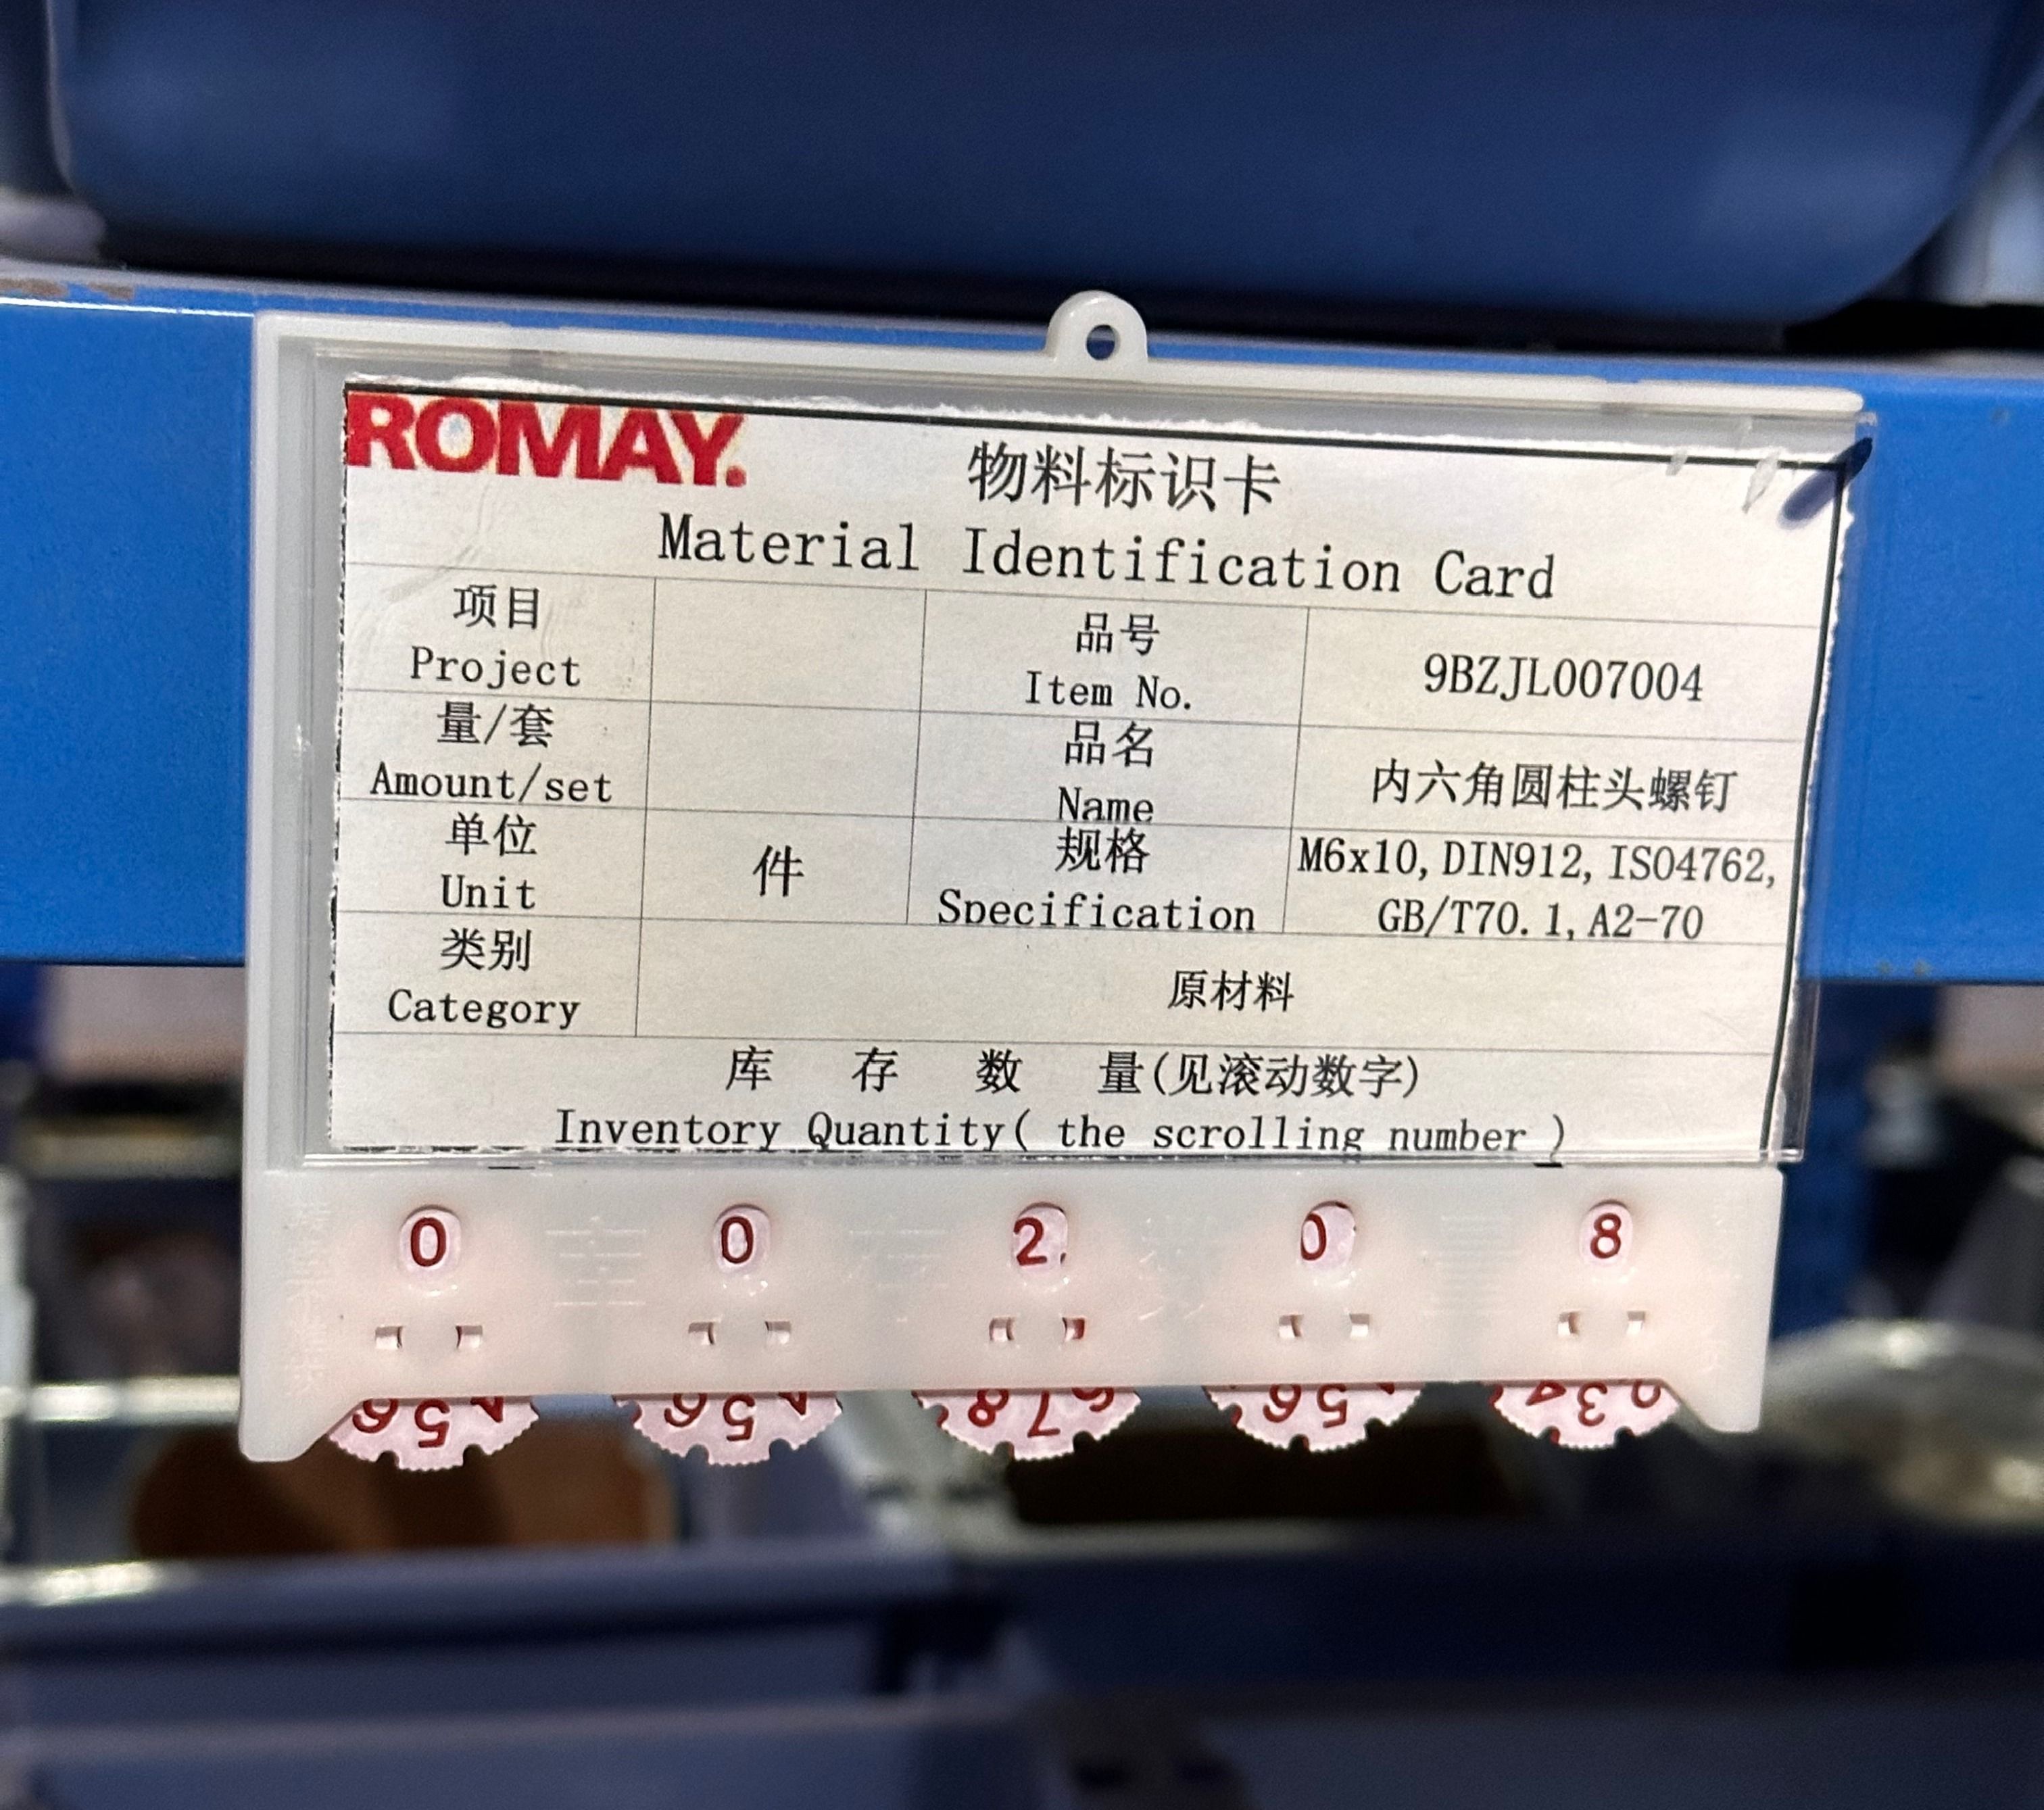 ROMAY.
物料标识卡
Material Identification Card
项目
Project
品号
Item No.
9BZJL007004
量/套
Amount/set
品名
Name
内六角圆柱头螺钉
单位
Unit
件
规格
Specification
M6x10, DIN912, ISO4762,
GB/T70.1, A2-70
类别
Category
原材料
库 存 数 量(见滚动数字)
Inventory Quantity( the scrolling number )
0 0 2 0 8